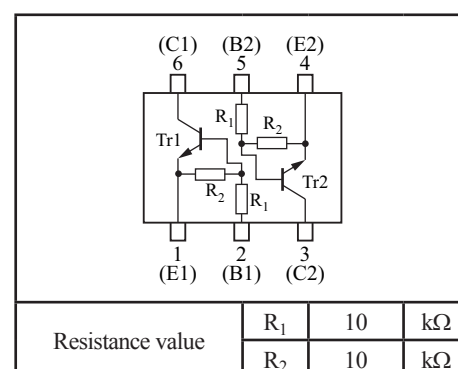 (C1) (B2) (E2)
6 5 4
R1
R2
Tr1
Tr2
R2
R1
1 2 3
(E1) (B1) (C2)
Resistance value R1 10 kΩ
R2 10 kΩ